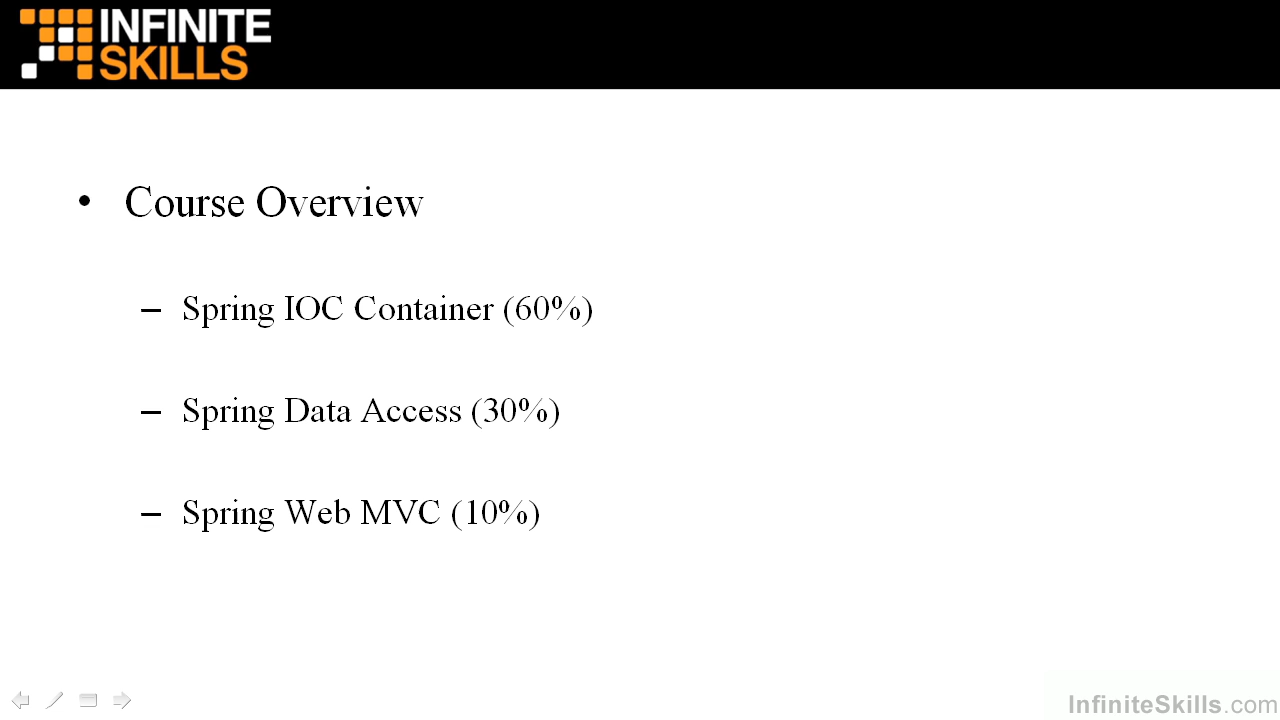 INFINITE
SKILLS
• Course Overview
– Spring IOC Container (60%)
– Spring Data Access (30%)
– Spring Web MVC (10%)
InfiniteSkills.com